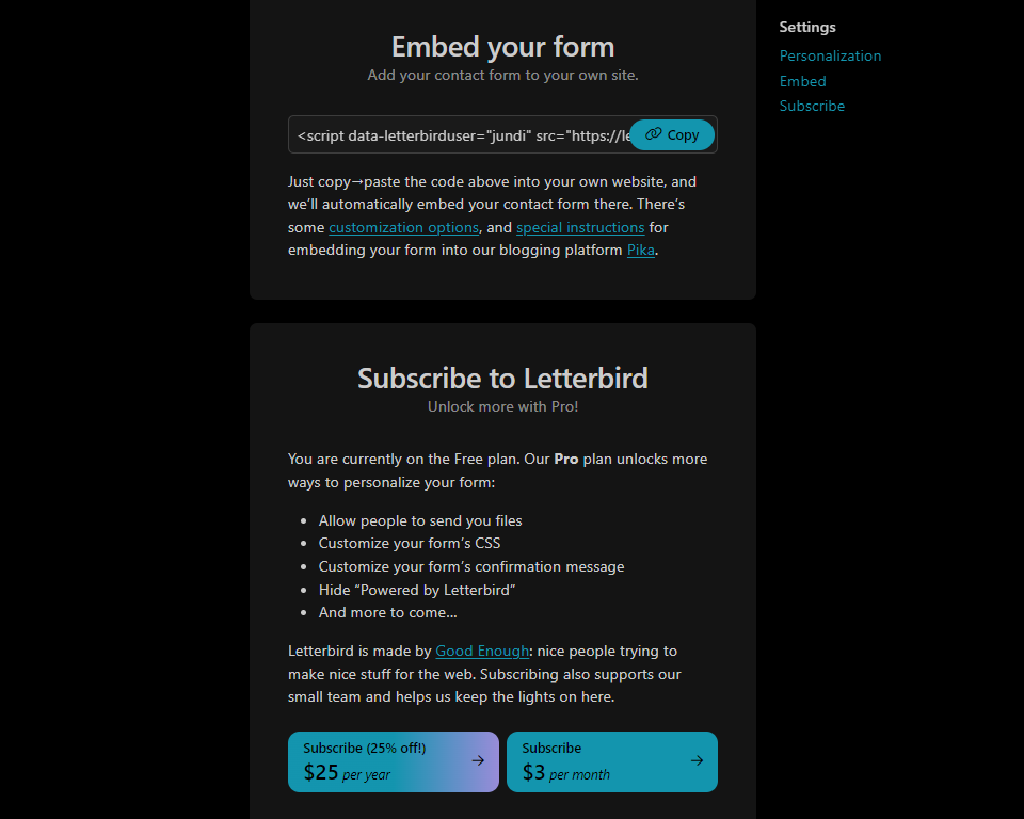 Embed your form
Add your contact form to your own site.
<script data-letterbirduser="jundi" src="https://le
Copy
Just copy→paste the code above into your own website, and
we'll automatically embed your contact form there. There's
some customization options, and special instructions for
embedding your form into our blogging platform Pika.
Subscribe to Letterbird
Unlock more with Pro!
You are currently on the Free plan. Our Pro plan unlocks more
ways to personalize your form:
• Allow people to send you files
• Customize your form's CSS
• Customize your form's confirmation message
• Hide “Powered by Letterbird”
• And more to come…
Letterbird is made by Good Enough: nice people trying to
make nice stuff for the web. Subscribing also supports our
small team and helps us keep the lights on here.
Subscribe (25% off!)
$25 per year
→
Subscribe
$3 per month
→
Settings
Personalization
Embed
Subscribe